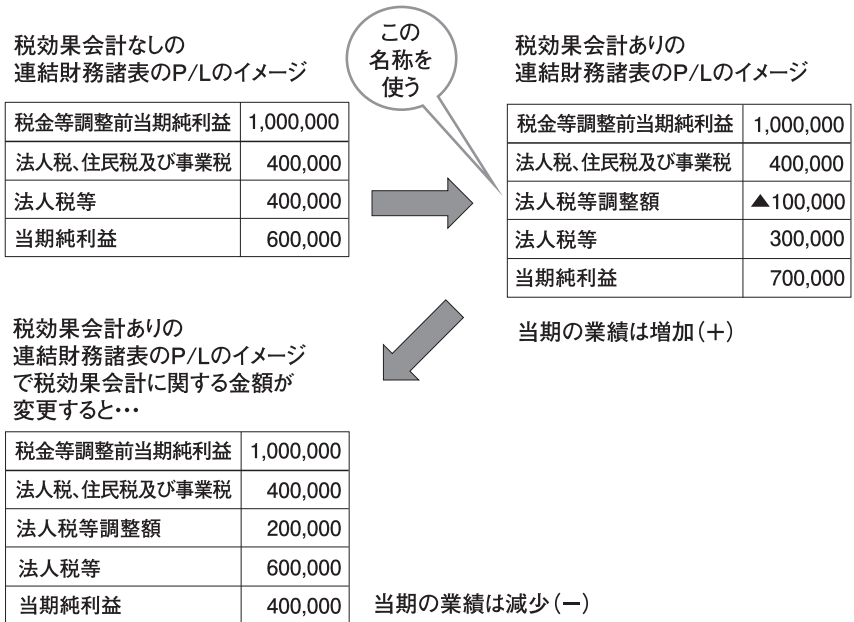 税効果会計なしの
連結財務諸表のP/Lのイメージ
税金等調整前当期純利益 1,000,000
法人税、住民税及び事業税 400,000
法人税等 400,000
当期純利益 600,000
この
名称を
使う
税効果会計ありの
連結財務諸表のP/Lのイメージ
税金等調整前当期純利益 1,000,000
法人税、住民税及び事業税 400,000
法人税等調整額 ▲100,000
法人税等 300,000
当期純利益 700,000
当期の業績は増加(＋)
税効果会計ありの
連結財務諸表のP/Lのイメージ
で税効果会計に関する金額が
変更すると・・・
税金等調整前当期純利益 1,000,000
法人税、住民税及び事業税 400,000
法人税等調整額 200,000
法人税等 600,000
当期純利益 400,000
当期の業績は減少(－)